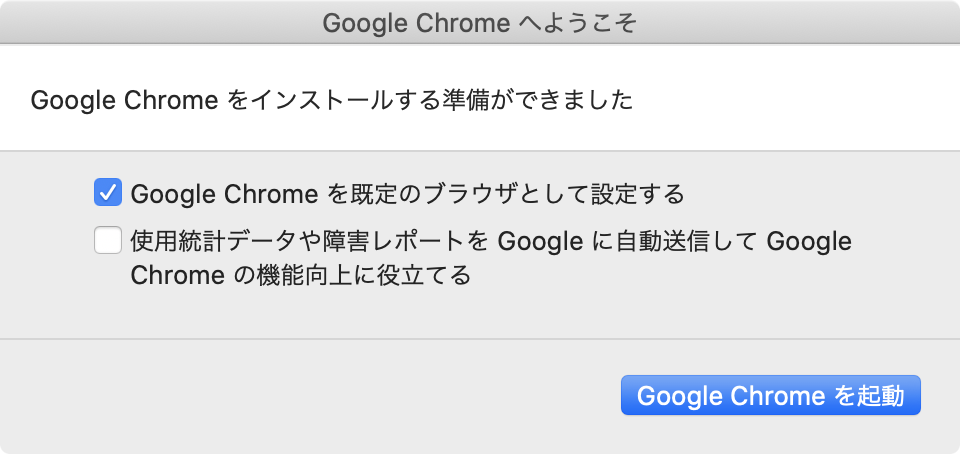 Google Chrome へようこそ
Google Chrome をインストールする準備ができました
Google Chrome を既定のブラウザとして設定する
使用統計データや障害レポートを Google に自動送信して Google
Chrome の機能向上に役立てる
Google Chrome を起動